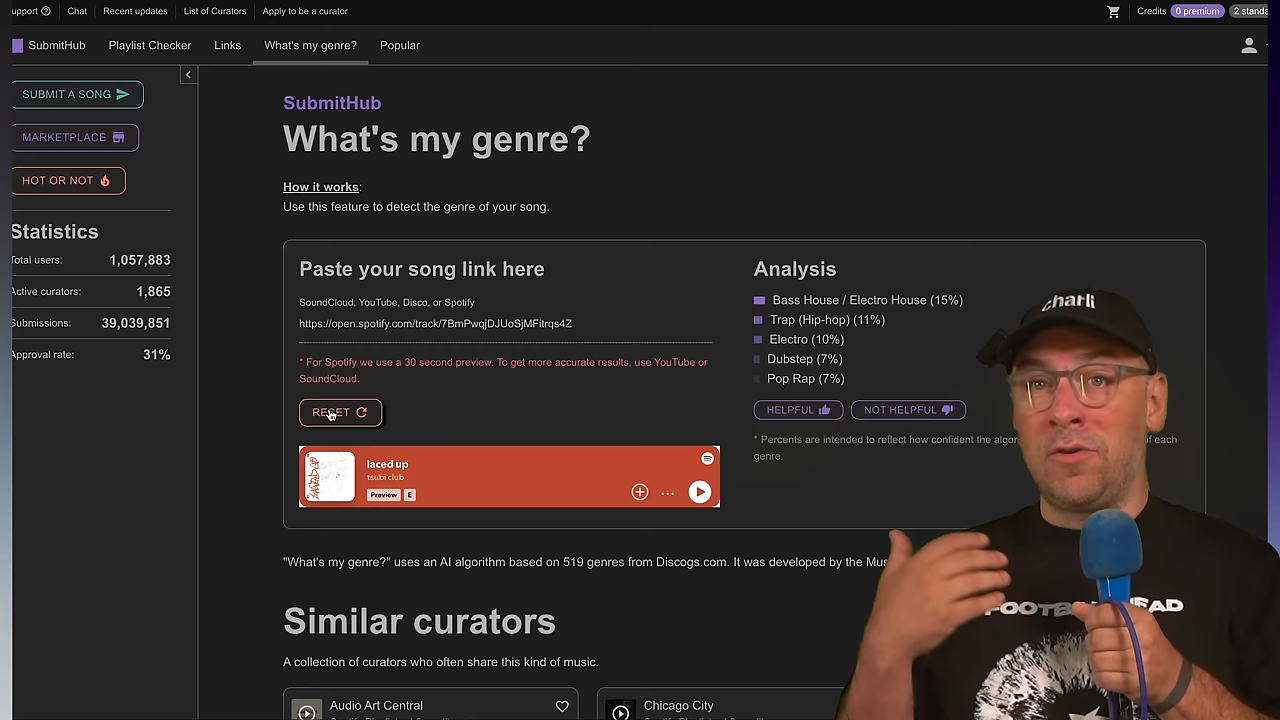 Chat
Recent updates
List of Curators
Apply to be a curator
Credits
0 premium
SubmitHub
Playlist Checker
Links
What's my genre?
Popular
SUBMIT A SONG
MARKETPLACE
HOT OR NOT
Statistics
Total users: 1,057,883
Active curators: 1,865
Submissions: 39,039,851
Approval rate: 31%
SubmitHub
What's my genre?
How it works:
Use this feature to detect the genre of your song.
Paste your song link here
SoundCloud, YouTube, Disco, or Spotify
https://open.spotify.com/track/7BmPwqjDJUoSjMFitrqs4Z
* For Spotify we use a 30 second preview. To get more accurate results, use YouTube or
SoundCloud.
RESET
laced up
tsubi club
Preview E
Analysis
Bass House / Electro House (15%)
Trap (Hip-hop) (11%)
Electro (10%)
Dubstep (7%)
Pop Rap (7%)
HELPFUL
NOT HELPFUL
* Percents are intended to reflect how confident the of each
genre.
"What's my genre?" uses an AI algorithm based on 519 genres from Discogs.com. It was developed by the
Similar curators
A collection of curators who often share this kind of music.
Audio Art Central
Chicago City
charli